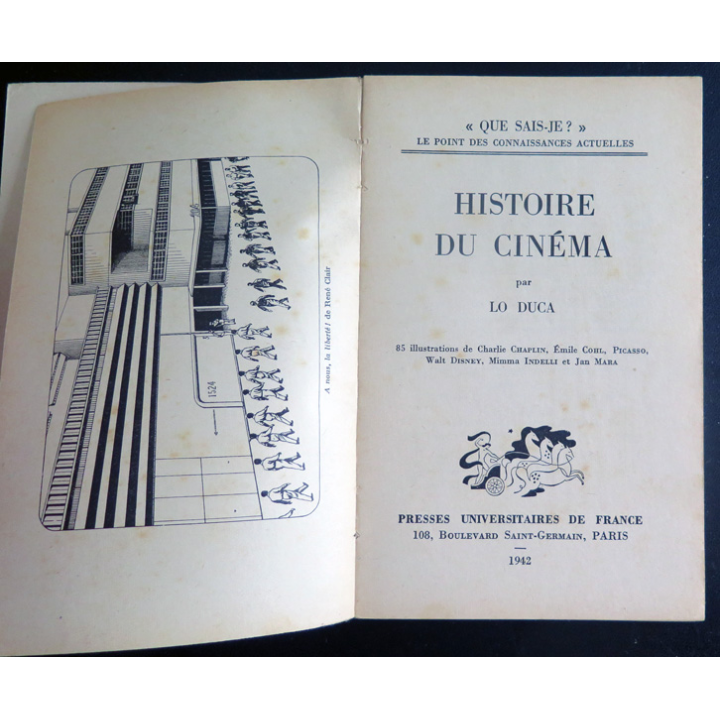 1524
A nous, la liberté! de René Clair
« QUE SAIS-JE ? »
LE POINT DES CONNAISSANCES ACTUELLES
HISTOIRE
DU CINÉMA
par
LO DUCA
85 illustrations de Charlie CHAPLIN, Émile COHL, PICASSO,
Walt DISNEY, Mimma INDELLI et Jan MARA
PRESSES UNIVERSITAIRES DE FRANCE
108, BOULEVARD SAINT-GERMAIN, PARIS
—
1942